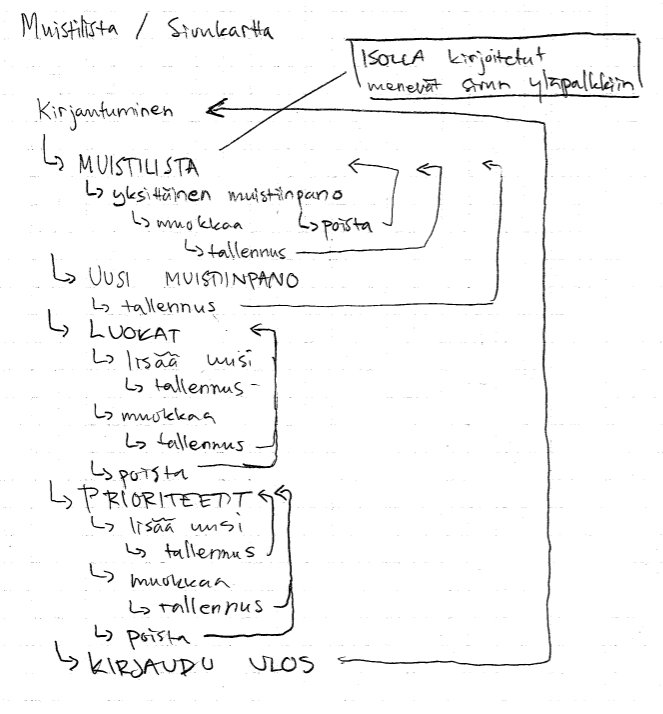 Muistilista / Sivukartta
ISOLLA kirjoitetut
menevät sivun yläpalkkiin
Kirjautuminen
MUISTILISTA
yksittäinen muistiinpano
muokkaa poista
tallennus
UUSI MUISTIINPANO
tallennus
LUOKAT
lisää uusi
tallennus
muokkaa
tallennus
poista
PRIORITEETIT
lisää uusi
tallennus
muokkaa
tallennus
poista
KIRJAUDU ULOS